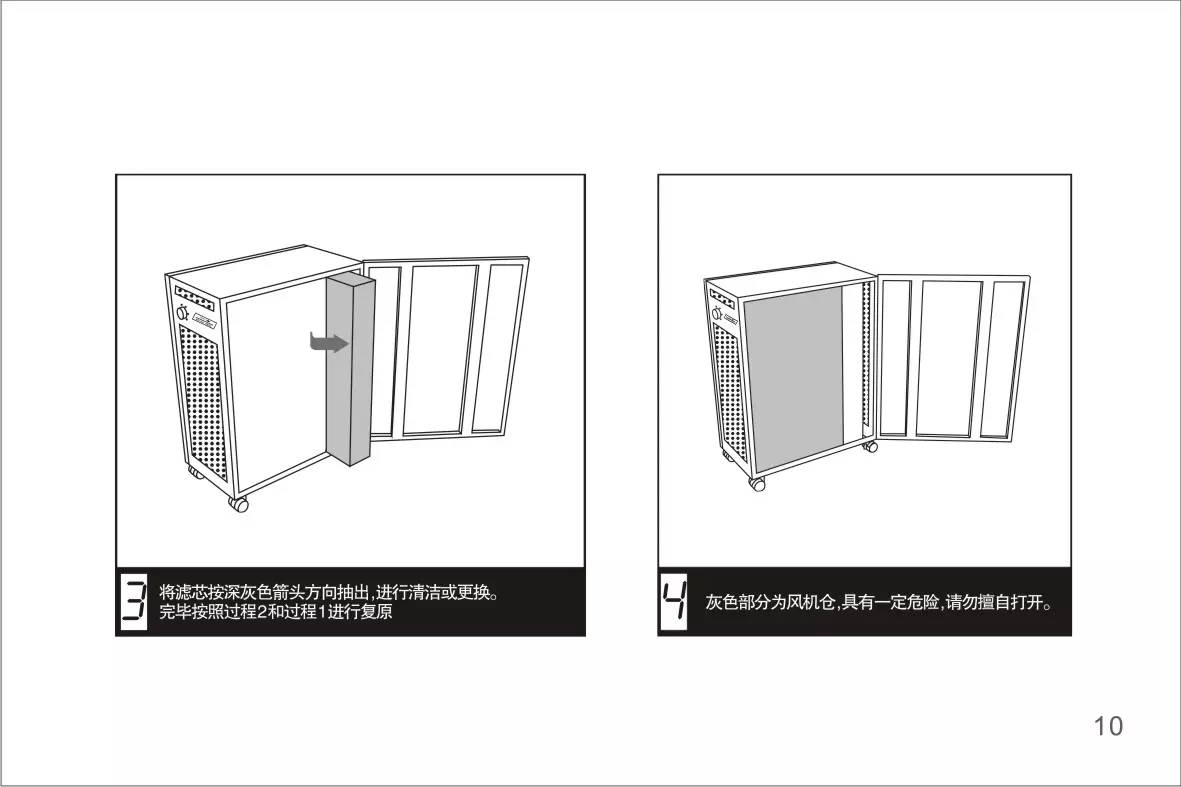 3
将滤芯按深灰色箭头方向抽出,进行清洁或更换。
完毕按照过程2和过程1进行复原
4
灰色部分为风机仓,具有一定危险,请勿擅自打开。
10